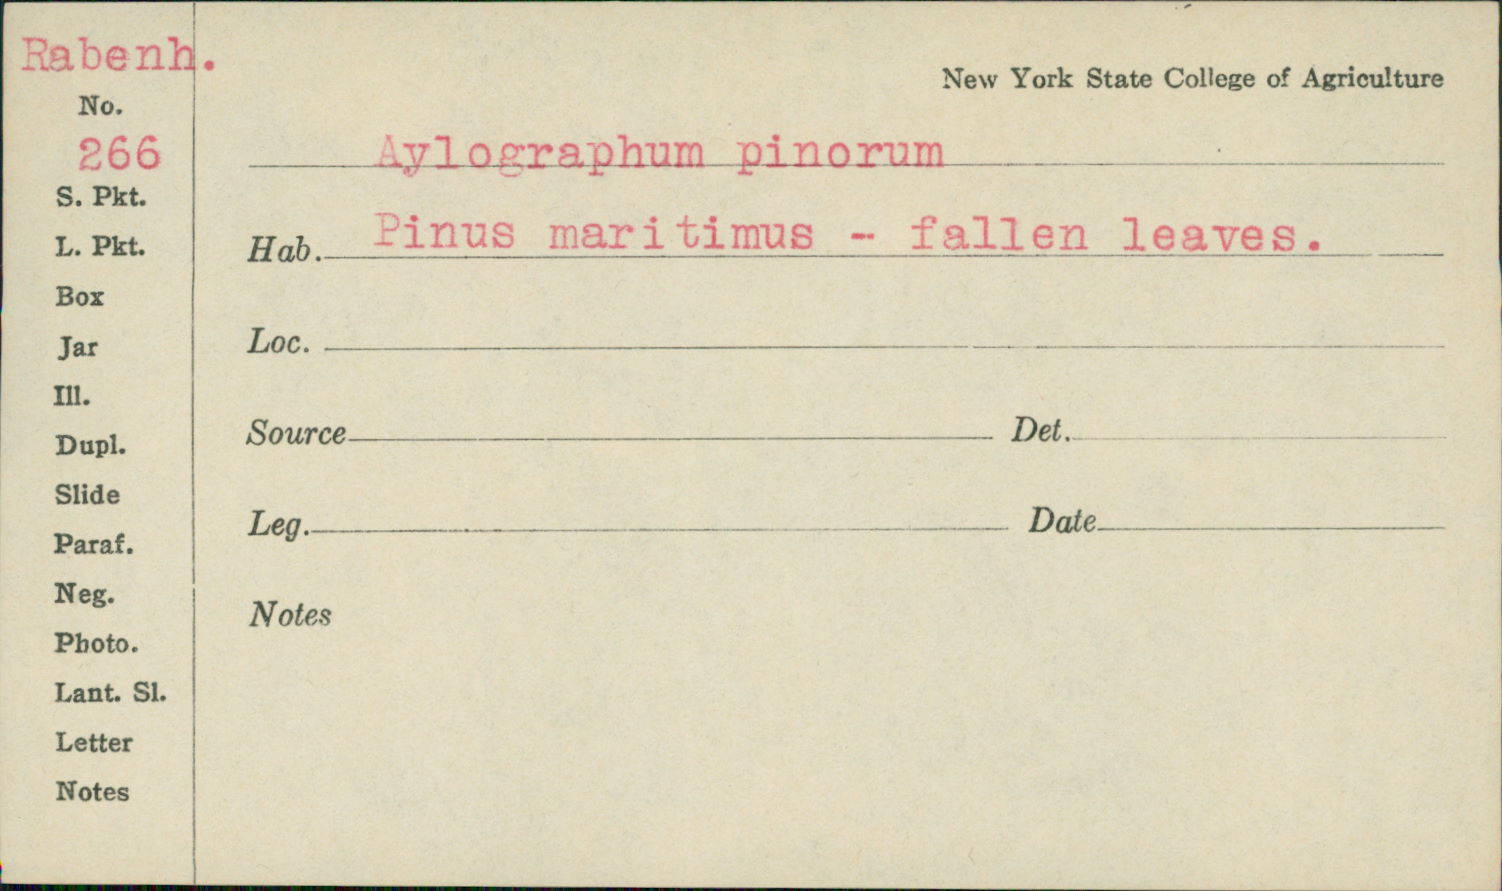 Rabenh.
No.
266
S. Pkt.
L. Pkt.
Box
Jar
Ill.
Dupl.
Slide
Paraf.
Neg.
Photo.
Lant. Sl.
Letter
Notes
New York State College of Agriculture
Aylographum pinorum
Hab. Pinus maritimus - fallen leaves.
Loc.
Source Det.
Leg. Date
Notes